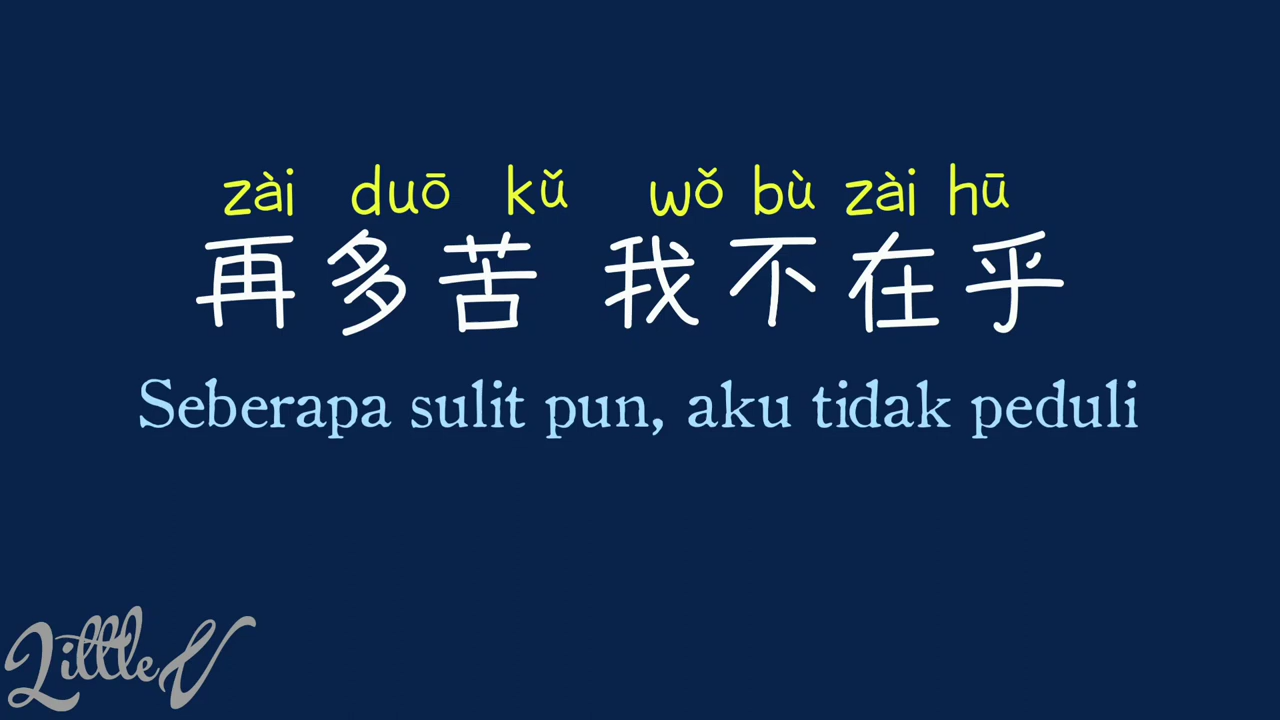 zài duō kǔ wǒ bù zài hū
再多苦 我不在乎
Seberapa sulit pun, aku tidak peduli
Little V